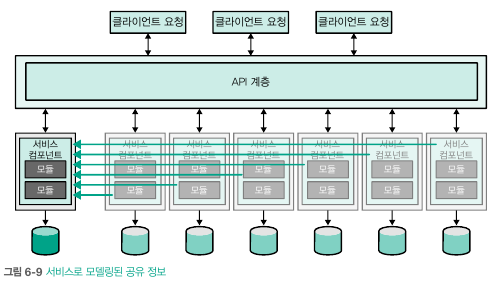 클라이언트 요청 클라이언트 요청 클라이언트 요청
API 계층
서비스 서비스 서비스 서비스 서비스 서비스 서비스
컴포넌트 컴포넌트 컴포넌트 컴포넌트 컴포넌트 컴포넌트 컴포넌트
모듈 모듈 모듈 모듈 모듈 모듈 모듈
모듈 모듈 모듈 모듈 모듈 모듈 모듈
그림 6-9 서비스로 모델링된 공유 정보